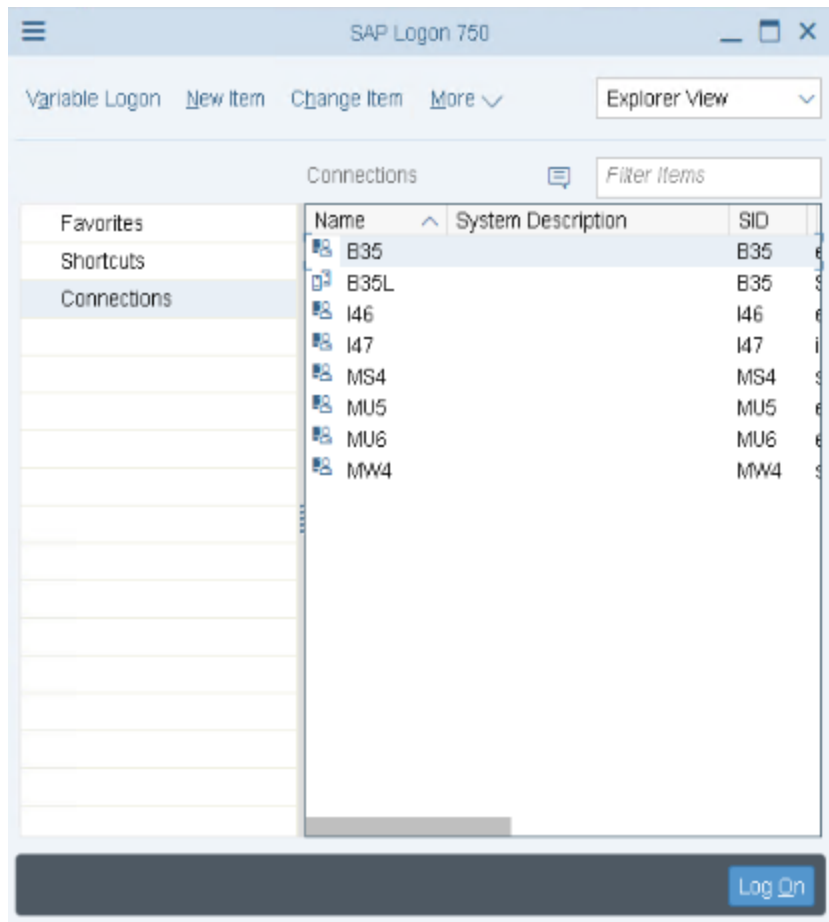 SAP Logon 750
Variable Logon New Item Change Item More Explorer View
Connections Filter Items
Favorites
Shortcuts
Connections
Name System Description SID
B35 B35
B35L B35
I46 I46
I47 I47
MS4 MS4
MU5 MU5
MU6 MU6
MW4 MW4
Log On